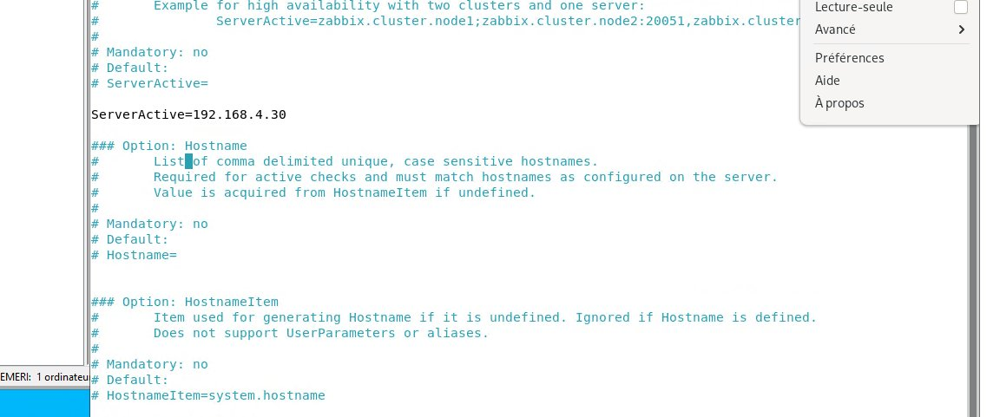 #       Example for high availability with two clusters and one server:
#               ServerActive=zabbix.cluster.node1;zabbix.cluster.node2:20051,zabbix.cluster
#
# Mandatory: no
# Default:
# ServerActive=
ServerActive=192.168.4.30
### Option: Hostname
#       List of comma delimited unique, case sensitive hostnames.
#       Required for active checks and must match hostnames as configured on the server.
#       Value is acquired from HostnameItem if undefined.
#
# Mandatory: no
# Default:
# Hostname=
### Option: HostnameItem
#       Item used for generating Hostname if it is undefined. Ignored if Hostname is defined.
#       Does not support UserParameters or aliases.
#
# Mandatory: no
# Default:
# HostnameItem=system.hostname
Lecture-seule
Avancé
Préférences
Aide
À propos
EMERI: 1 ordinateu